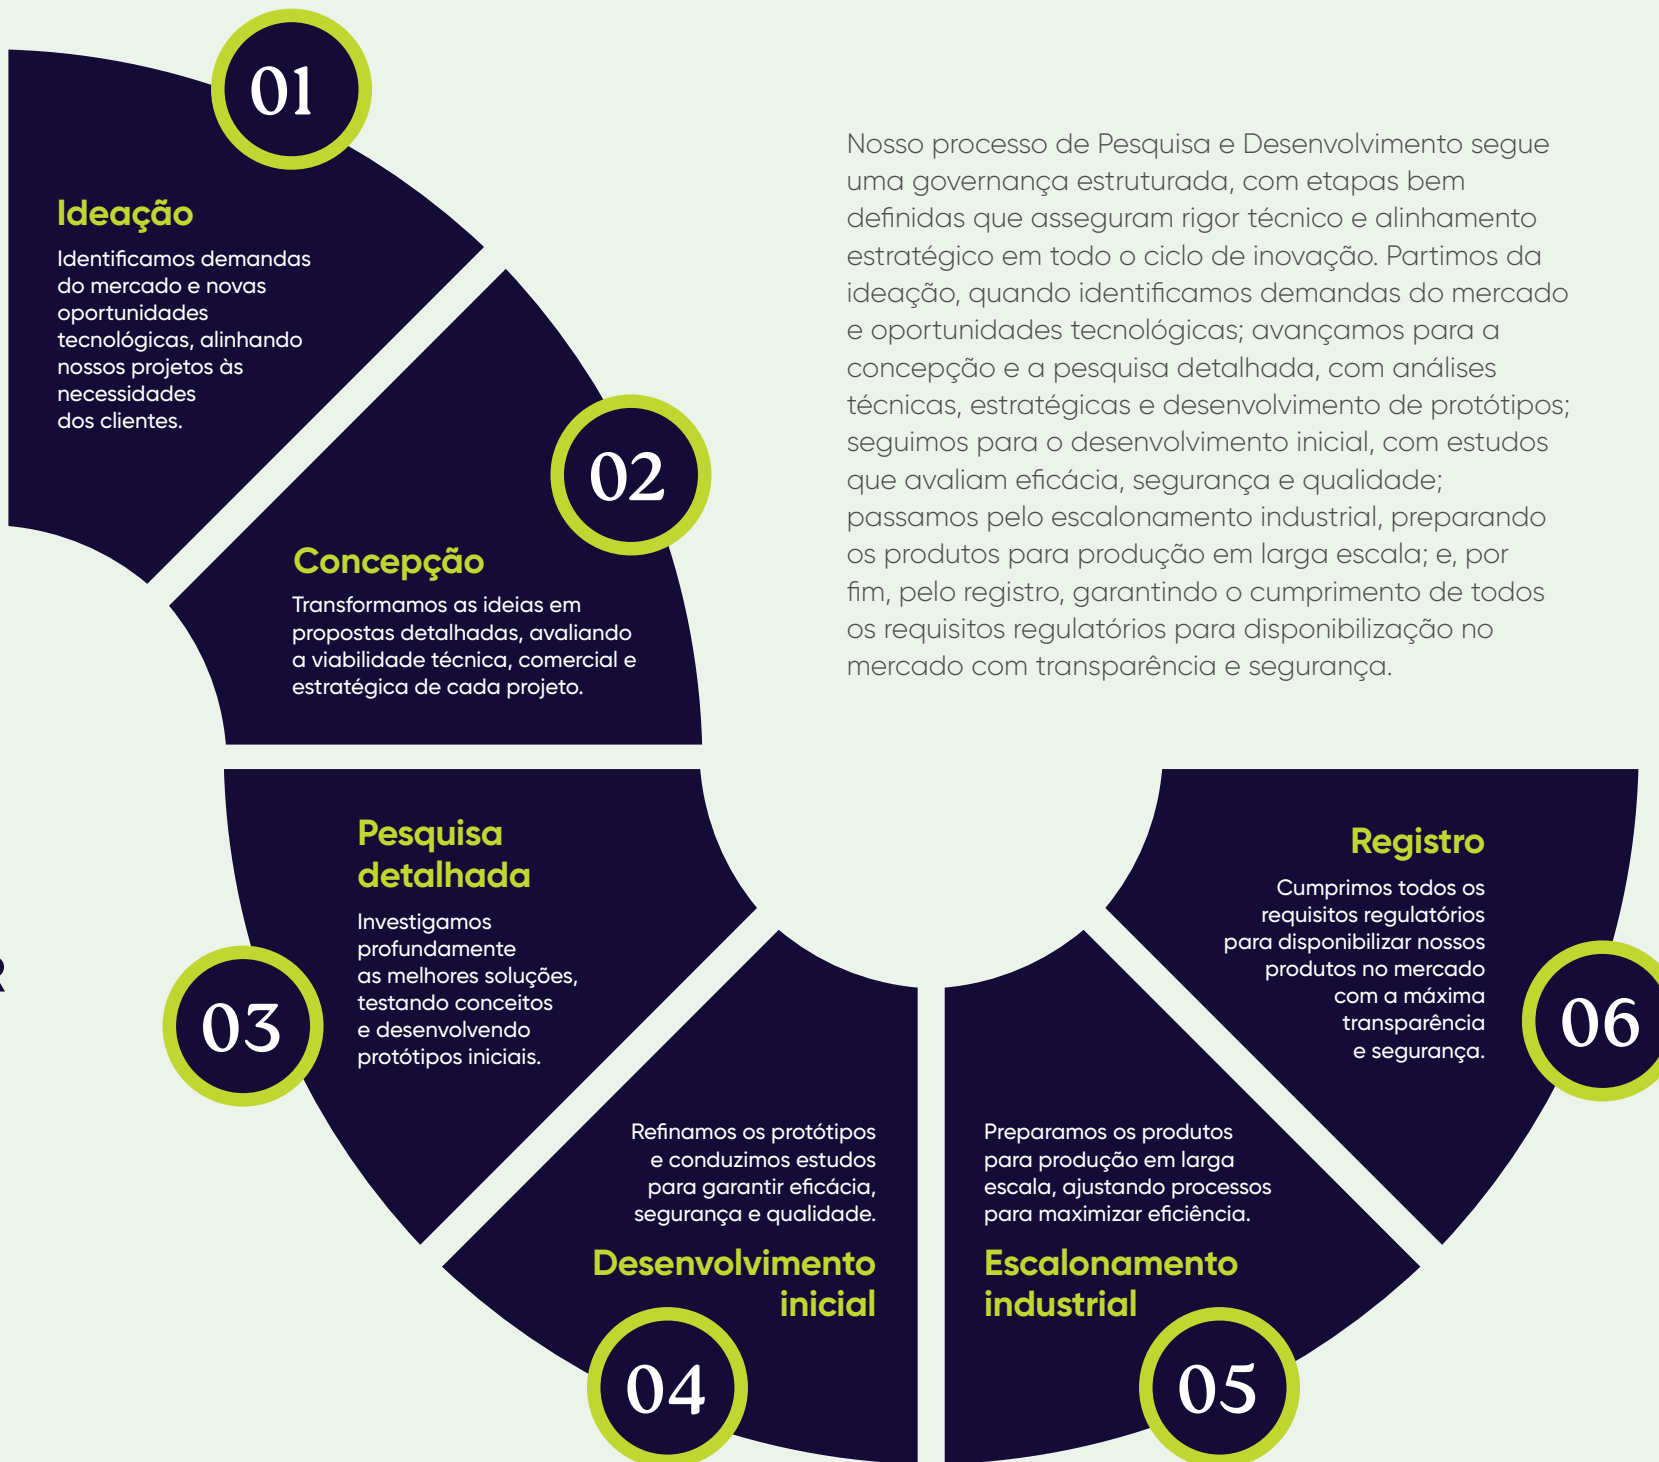 01
Ideação
Identificamos demandas
do mercado e novas
oportunidades
tecnológicas, alinhando
nossos projetos às
necessidades
dos clientes.
Nosso processo de Pesquisa e Desenvolvimento segue
uma governança estruturada, com etapas bem
definidas que asseguram rigor técnico e alinhamento
estratégico em todo o ciclo de inovação. Partimos da
ideação, quando identificamos demandas do mercado
e oportunidades tecnológicas; avançamos para a
concepção e a pesquisa detalhada, com análises
técnicas, estratégicas e desenvolvimento de protótipos;
seguimos para o desenvolvimento inicial, com estudos
que avaliam eficácia, segurança e qualidade;
passamos pelo escalonamento industrial, preparando
os produtos para produção em larga escala; e, por
fim, pelo registro, garantindo o cumprimento de todos
os requisitos regulatórios para disponibilização no
mercado com transparência e segurança.
02
Concepção
Transformamos as ideias em
propostas detalhadas, avaliando
a viabilidade técnica, comercial e
estratégica de cada projeto.
03
Pesquisa
detalhada
Investigamos
profundamente
as melhores soluções,
testando conceitos
e desenvolvendo
protótipos iniciais.
Refinamos os protótipos
e conduzimos estudos
para garantir eficácia,
segurança e qualidade.
Desenvolvimento
inicial
04
Preparamos os produtos
para produção em larga
escala, ajustando processos
para maximizar eficiência.
Escalonamento
industrial
05
Registro
Cumprimos todos os
requisitos regulatórios
para disponibilizar nossos
produtos no mercado
com a máxima
transparência
e segurança.
06